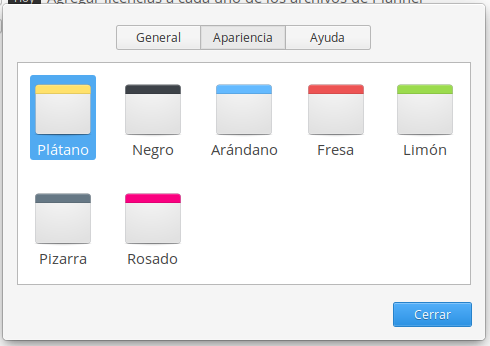 Hoy Agregar licencias a cada uno de los archivos de Planner
General Apariencia Ayuda
Plátano Negro Arándano Fresa Limón
Pizarra Rosado
Cerrar